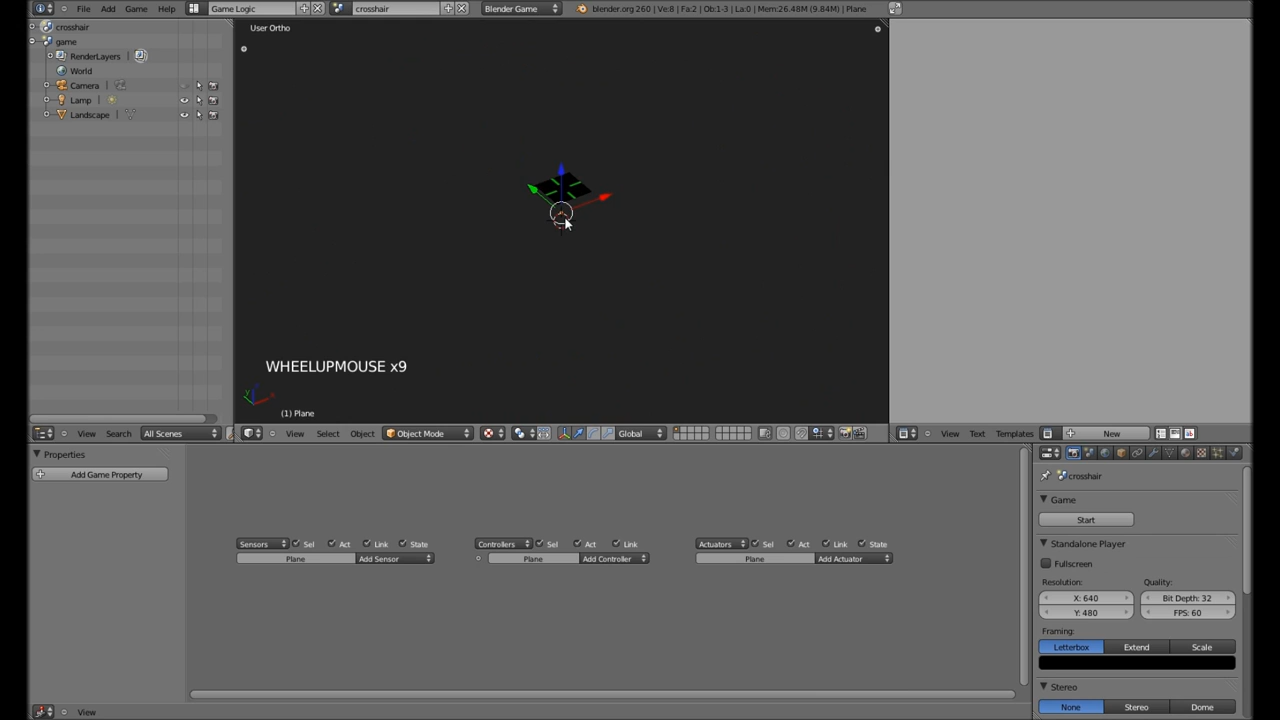 File Add Game Help Game Logic crosshair Blender Game blender.org 260 | Ve:8 | Fa:2 | Ob:1-3 | La:0 | Mem:26.48M (9.84M) | Plane
crosshair
game
RenderLayers |
World
Camera |
Lamp |
Landscape |
User Ortho
WHEELUPMOUSE x9
(1) Plane
View Search All Scenes
View Select Object Object Mode Global
View Text Templates New
Properties
Add Game Property
Sensors Sel Act Link State
Plane Add Sensor
Controllers Sel Act Link
Plane Add Controller
Actuators Sel Act Link State
Plane Add Actuator
View
crosshair
Game
Start
Standalone Player
Fullscreen
Resolution: Quality:
X: 640 Bit Depth: 32
Y: 480 FPS: 60
Framing:
Letterbox Extend Scale
Stereo
None Stereo Dome